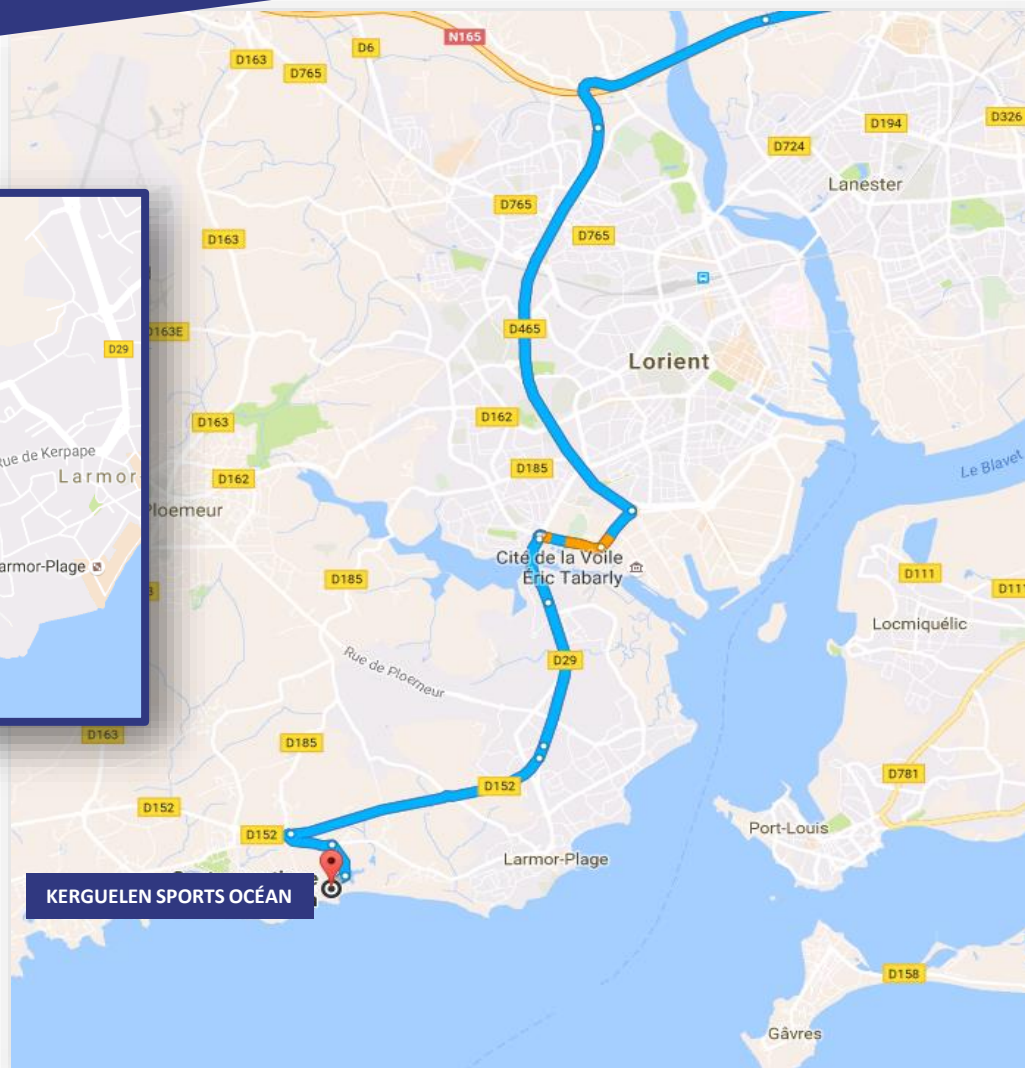 N165
D6
D163
D765
D326
D194
D724
Lanester
D765
D765
D163
D163E
D465
D29
Lorient
D163
D162
Rue de Kerpape
Larmor
D185
D162
Le Blavet
Ploemeur
Cité de la Voile
Éric Tabarly
armor-Plage
D185
D111
D111
Locmiquélic
Rue de Ploemeur
D29
D163
D185
D152
D781
D152
D152
Port-Louis
Larmor-Plage
KERGUELEN SPORTS OCÉAN
D158
Gâvres